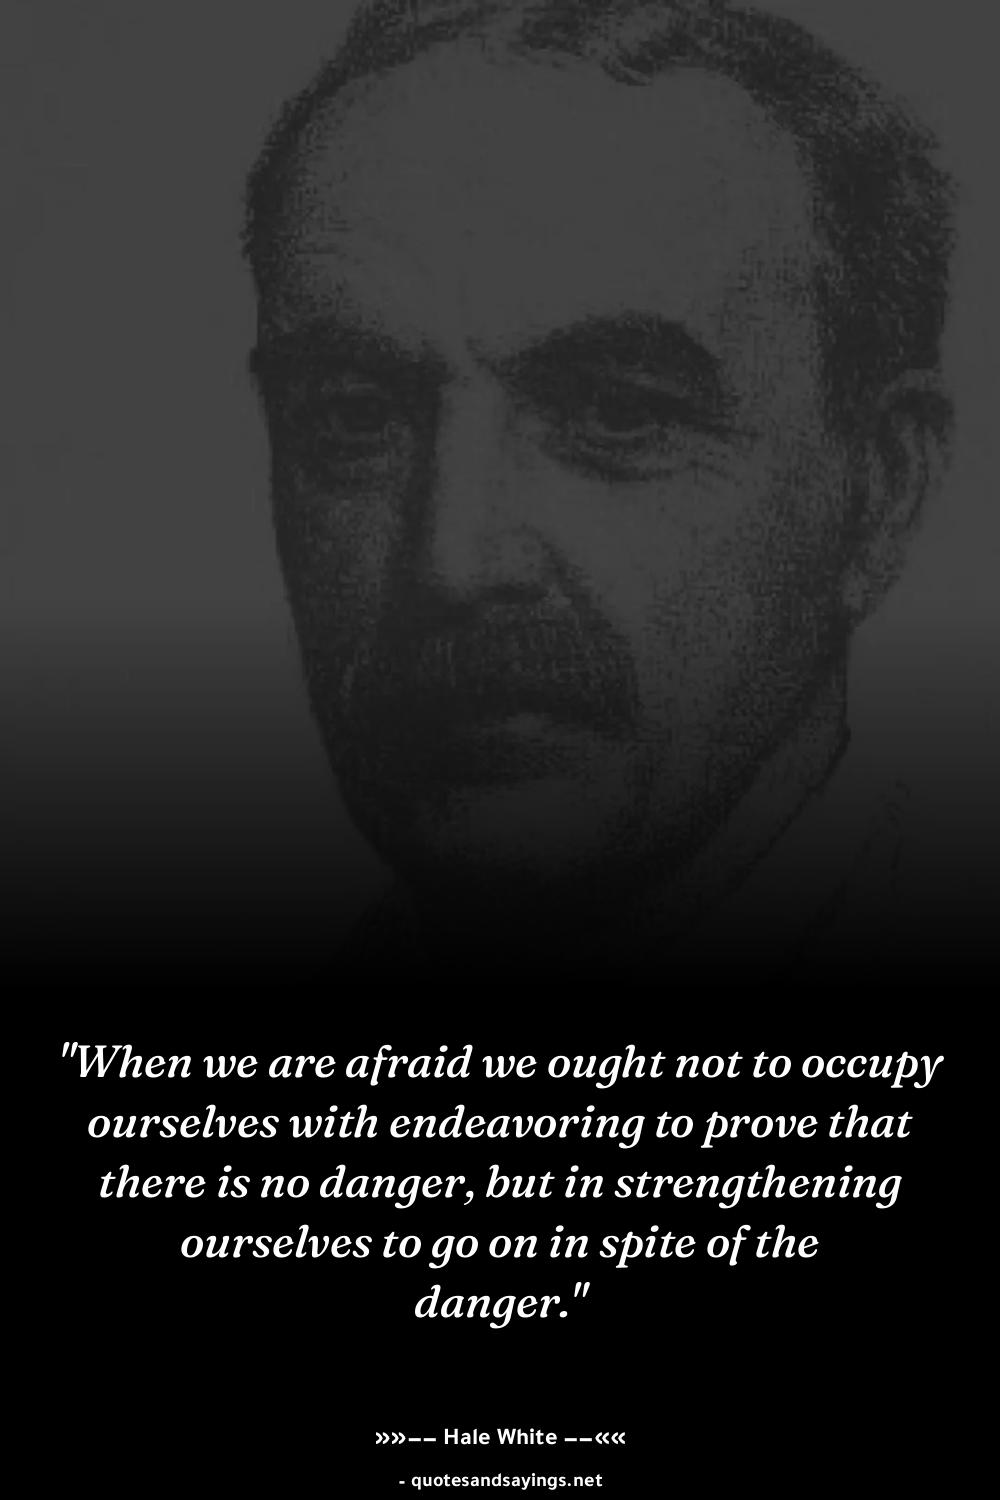 "When we are afraid we ought not to occupy
ourselves with endeavoring to prove that
there is no danger, but in strengthening
ourselves to go on in spite of the
danger."
»»–– Hale White ––««
- quotesandsayings.net